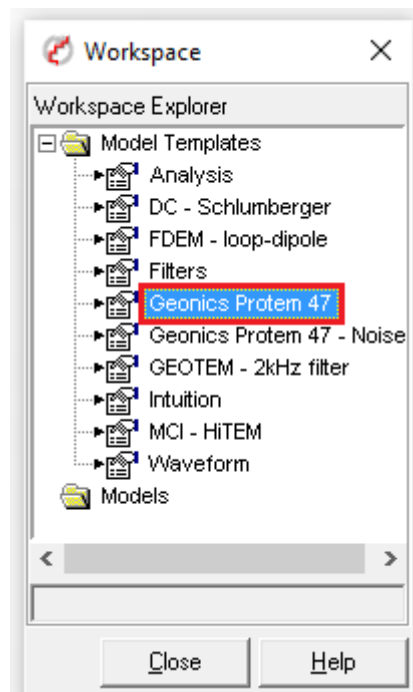 Workspace
Workspace Explorer
Model Templates
Analysis
DC - Schlumberger
FDEM - loop-dipole
Filters
Geonics Protem 47
Geonics Protem 47 - Noise
GEOTEM - 2kHz filter
Intuition
MCI - HiTEM
Waveform
Models
Close
Help